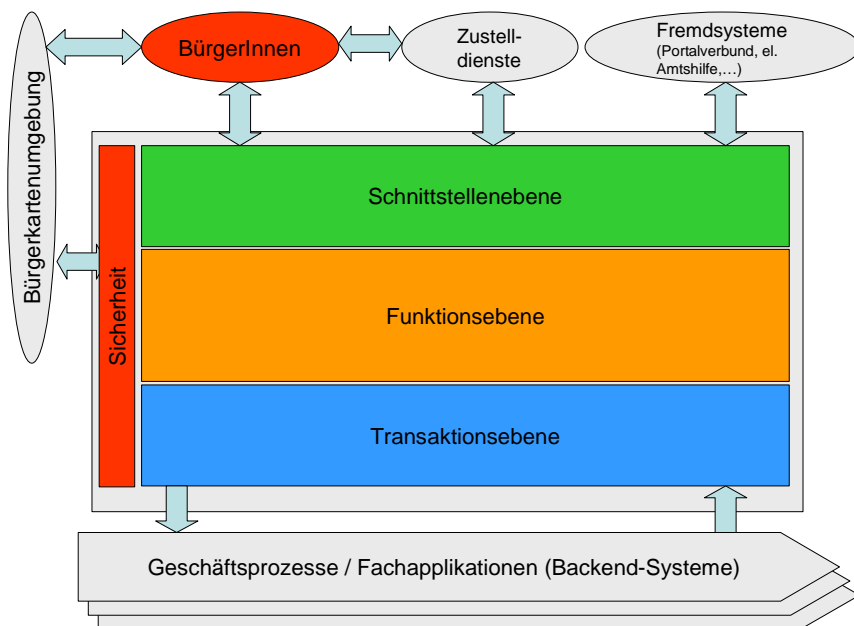 BürgerInnen
Zustell-
dienste
Fremdsysteme
(Portalverbund, el.
Amtshilfe,…)
Bürgerkartenumgebung
Sicherheit
Schnittstellenebene
Funktionsebene
Transaktionsebene
Geschäftsprozesse / Fachapplikationen (Backend-Systeme)